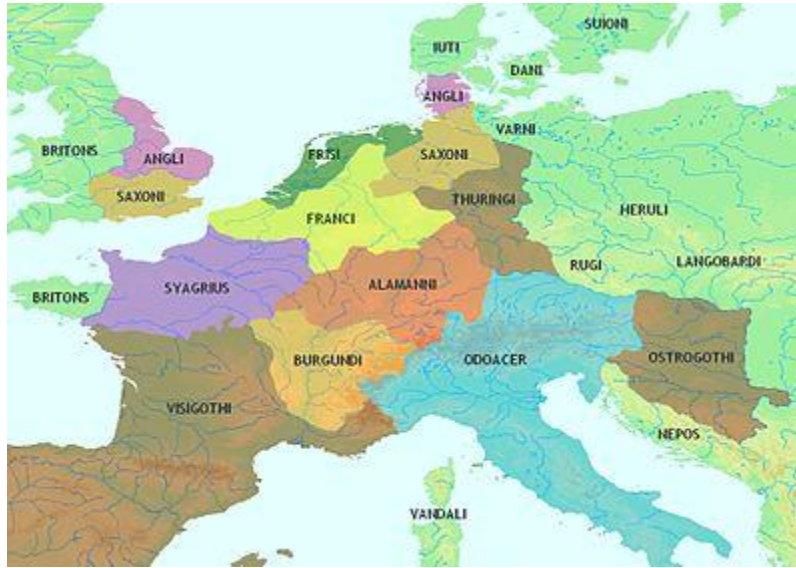 SUIONI
IUTI
DANI
ANGLI
VARNI
BRITONS
ANGLI
FRISI
SAXONI
SAXONI
THURINGI
HERULI
FRANCI
LANGOBARDI
RUGI
SYAGRIUS
ALAMANNI
BRITONS
BURGUNDI
ODOACER
OSTROGOTHI
VISIGOTHI
NEPOS
VANDALI